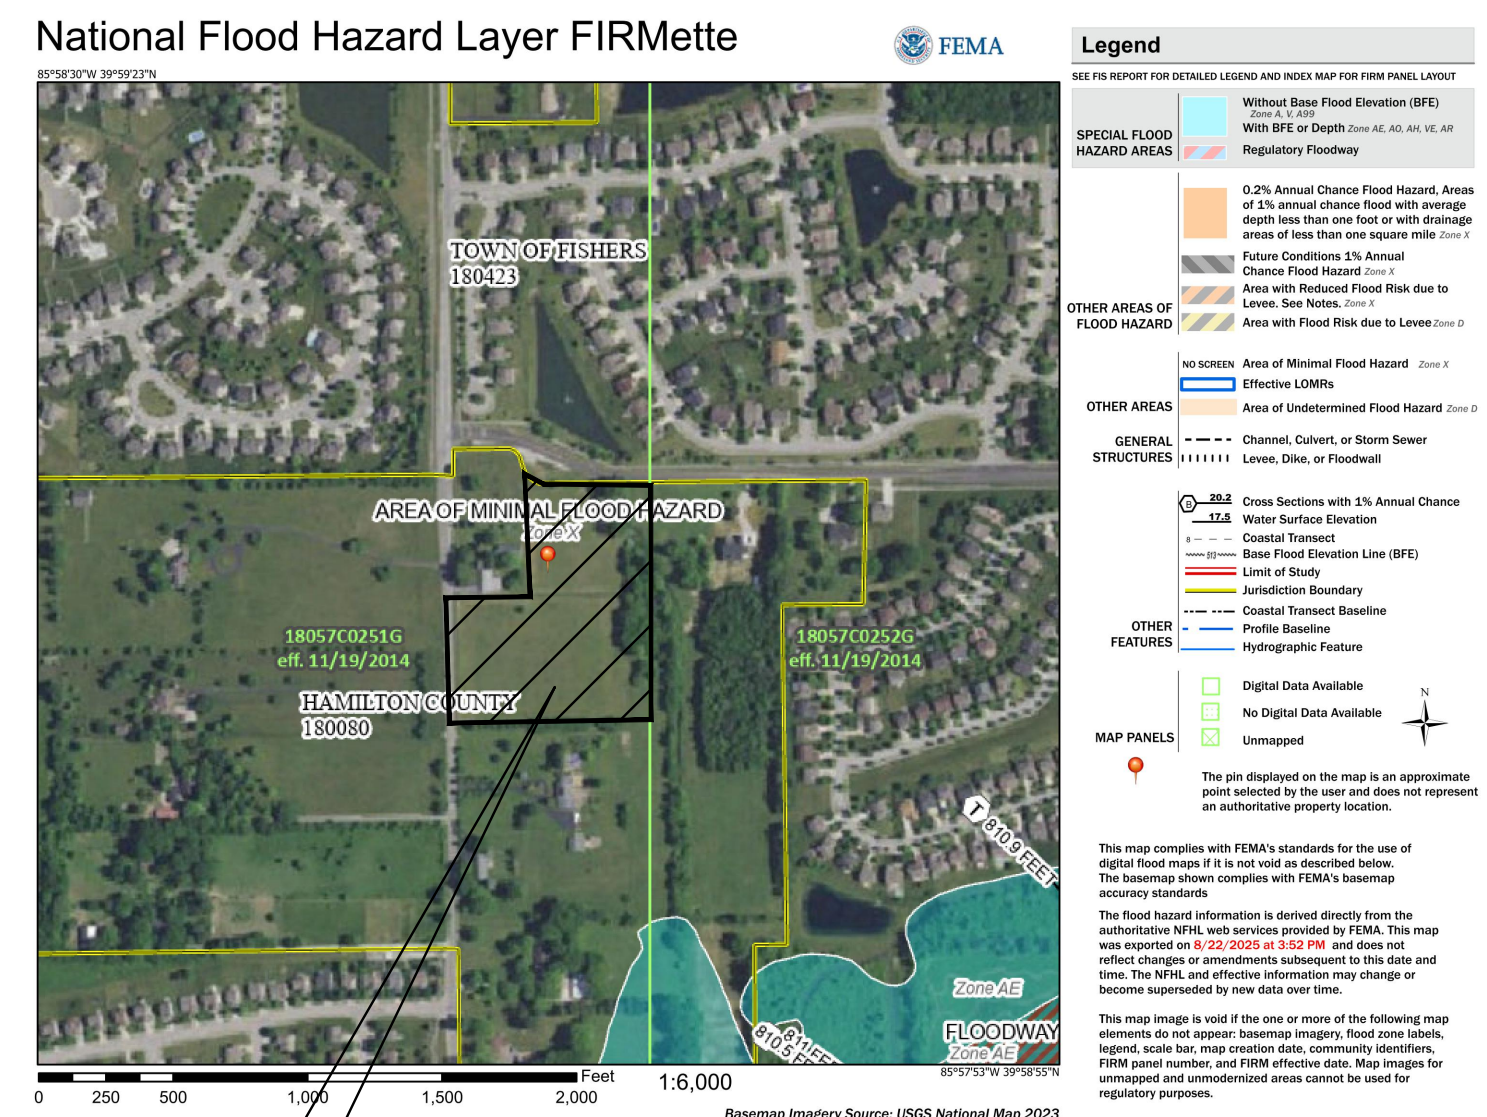 National Flood Hazard Layer FIRMette
FEMA
85°58'30"W 39°59'23"N
TOWN OF FISHERS
180423
AREA OF MINIMAL FLOOD HAZARD
Zone X
18057C0251G
eff. 11/19/2014
18057C0252G
eff. 11/19/2014
HAMILTON COUNTY
180080
T
810.9 FEET
Zone AE
FLOODWAY
Zone AE
85°57'53"W 39°58'55"N
0
250
500
1,000
1,500
2,000
Feet
1:6,000
Basemap Imagery Source: USGS National Map 2023
Legend
SEE FIS REPORT FOR DETAILED LEGEND AND INDEX MAP FOR FIRM PANEL LAYOUT
SPECIAL FLOOD
HAZARD AREAS
Without Base Flood Elevation (BFE)
Zone A, V, A99
With BFE or Depth Zone AE, AO, AH, VE, AR
Regulatory Floodway
OTHER AREAS OF
FLOOD HAZARD
0.2% Annual Chance Flood Hazard, Areas
of 1% annual chance flood with average
depth less than one foot or with drainage
areas of less than one square mile Zone X
Future Conditions 1% Annual
Chance Flood Hazard Zone X
Area with Reduced Flood Risk due to
Levee. See Notes. Zone X
Area with Flood Risk due to Levee Zone D
OTHER AREAS
NO SCREEN Area of Minimal Flood Hazard Zone X
Effective LOMRs
Area of Undetermined Flood Hazard Zone D
GENERAL
STRUCTURES
Channel, Culvert, or Storm Sewer
Levee, Dike, or Floodwall
OTHER
FEATURES
B 20.2 Cross Sections with 1% Annual Chance
17.5 Water Surface Elevation
8 Coastal Transect
513 Base Flood Elevation Line (BFE)
Limit of Study
Jurisdiction Boundary
Coastal Transect Baseline
Profile Baseline
Hydrographic Feature
MAP PANELS
Digital Data Available
No Digital Data Available
Unmapped
N
The pin displayed on the map is an approximate
point selected by the user and does not represent
an authoritative property location.
This map complies with FEMA's standards for the use of
digital flood maps if it is not void as described below.
The basemap shown complies with FEMA's basemap
accuracy standards
The flood hazard information is derived directly from the
authoritative NFHL web services provided by FEMA. This map
was exported on 8/22/2025 at 3:52 PM and does not
reflect changes or amendments subsequent to this date and
time. The NFHL and effective information may change or
become superseded by new data over time.
This map image is void if the one or more of the following map
elements do not appear: basemap imagery, flood zone labels,
legend, scale bar, map creation date, community identifiers,
FIRM panel number, and FIRM effective date. Map images for
unmapped and unmodernized areas cannot be used for
regulatory purposes.